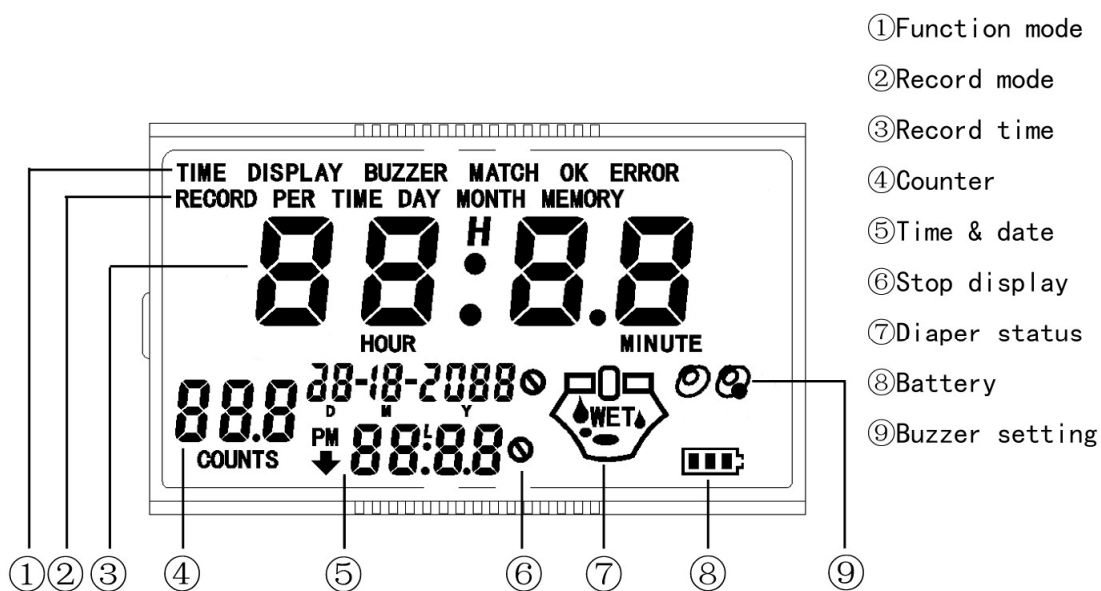 ①Function mode
②Record mode
③Record time
④Counter
⑤Time & date
⑥Stop display
⑦Diaper status
⑧Battery
⑨Buzzer setting
TIME DISPLAY BUZZER MATCH OK ERROR
RECORD PER TIME DAY MONTH MEMORY
H
88:8.8
HOUR MINUTE
28-18-2088
D M Y
WET
88.8
COUNTS
PM 88:8.8
L
① ② ③ ④ ⑤ ⑥ ⑦ ⑧ ⑨